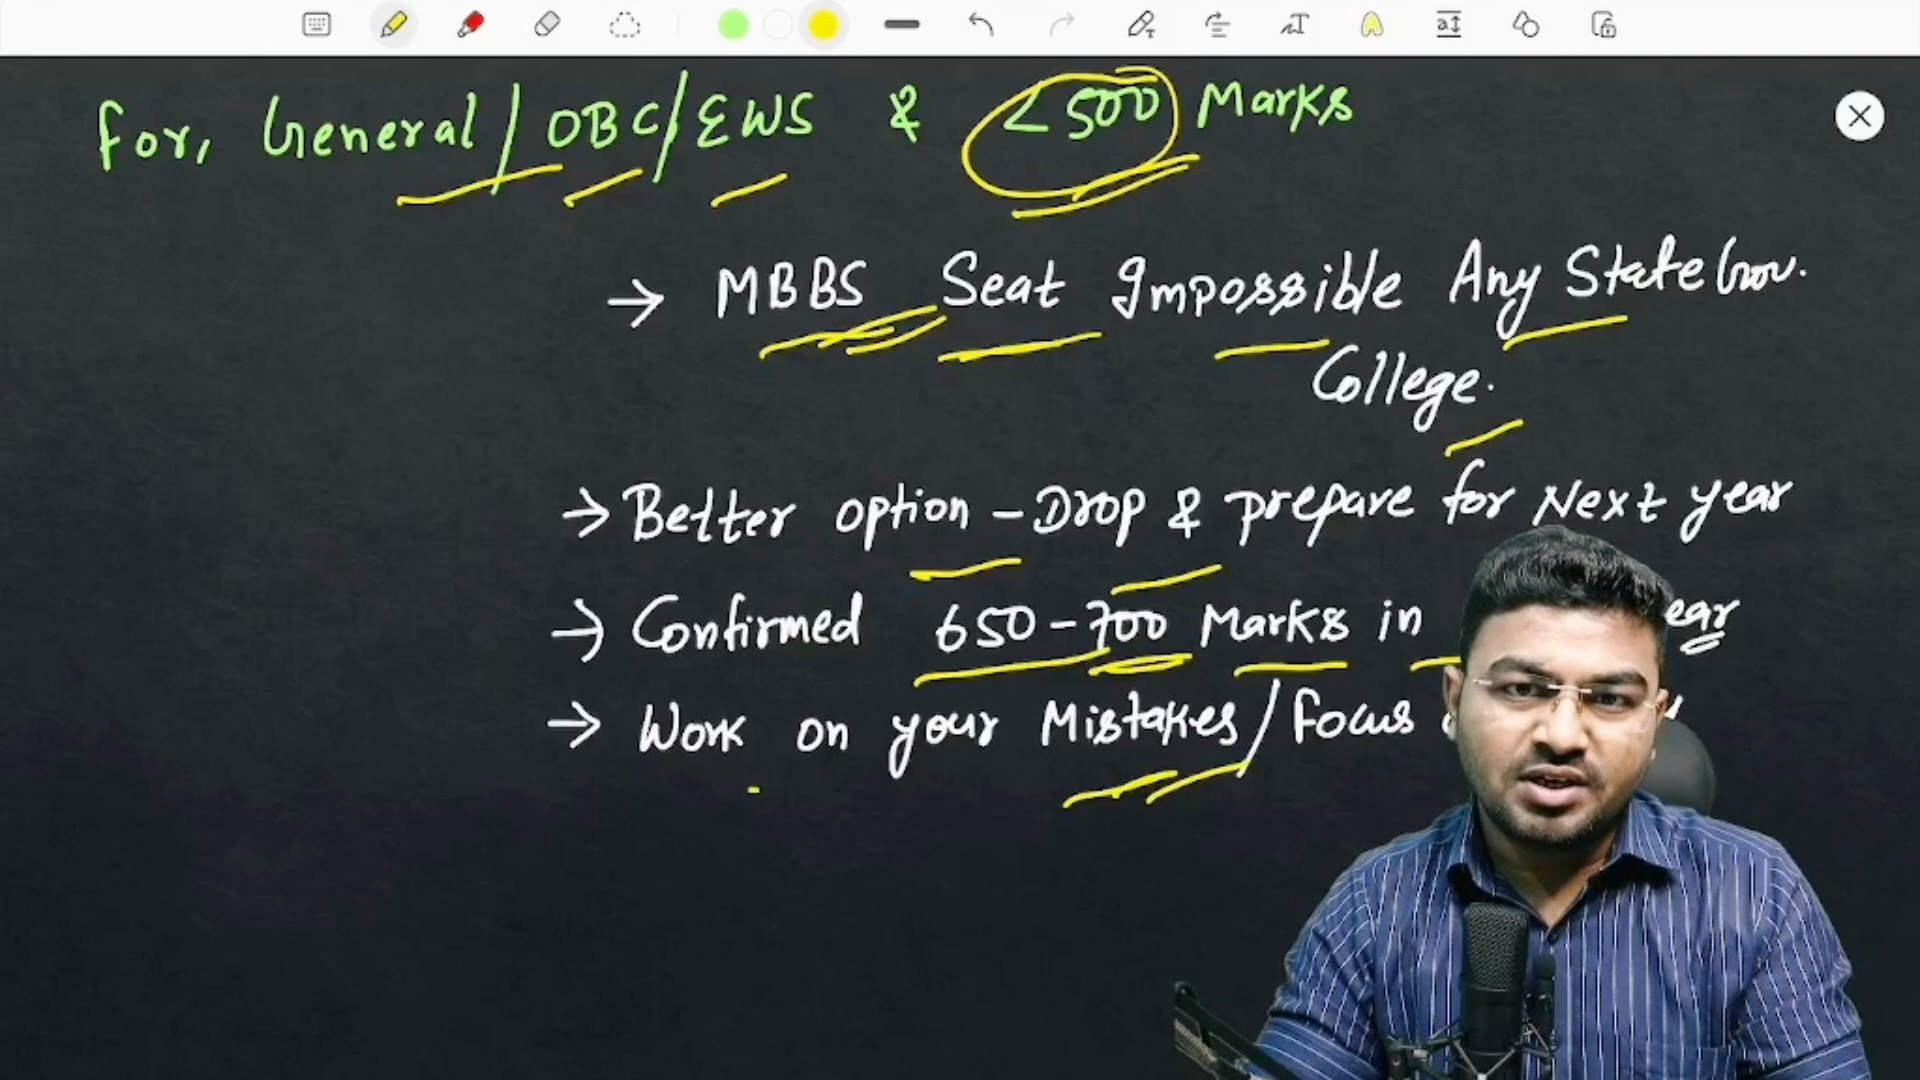 For, General/OBC/EWS & <500 Marks
→ MBBS Seat Impossible Any State Gov.
College.
→ Better option - Drop & prepare for Next year
→ Confirmed 650-700 Marks in ear
→ Work on your Mistakes/Focus